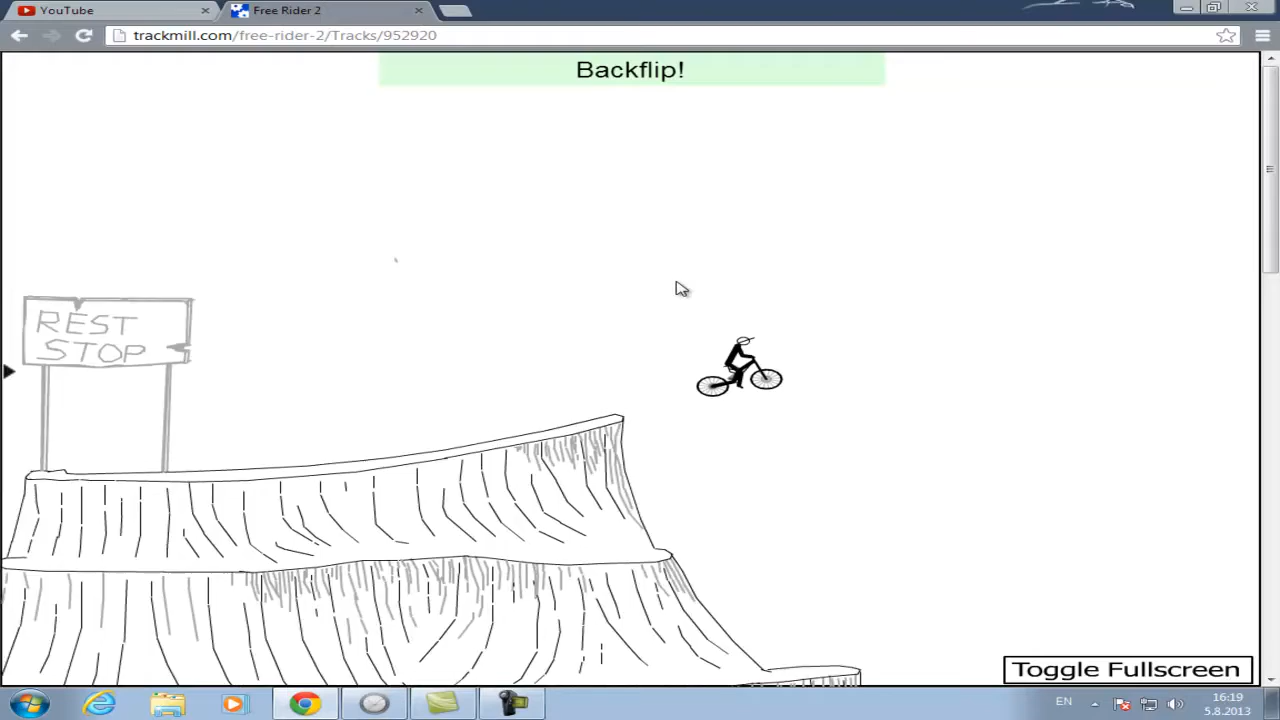 YouTube
Free Rider 2
trackmill.com/free-rider-2/Tracks/952920
Backflip!
REST
STOP
Toggle Fullscreen
EN
16:19
5.8.2013